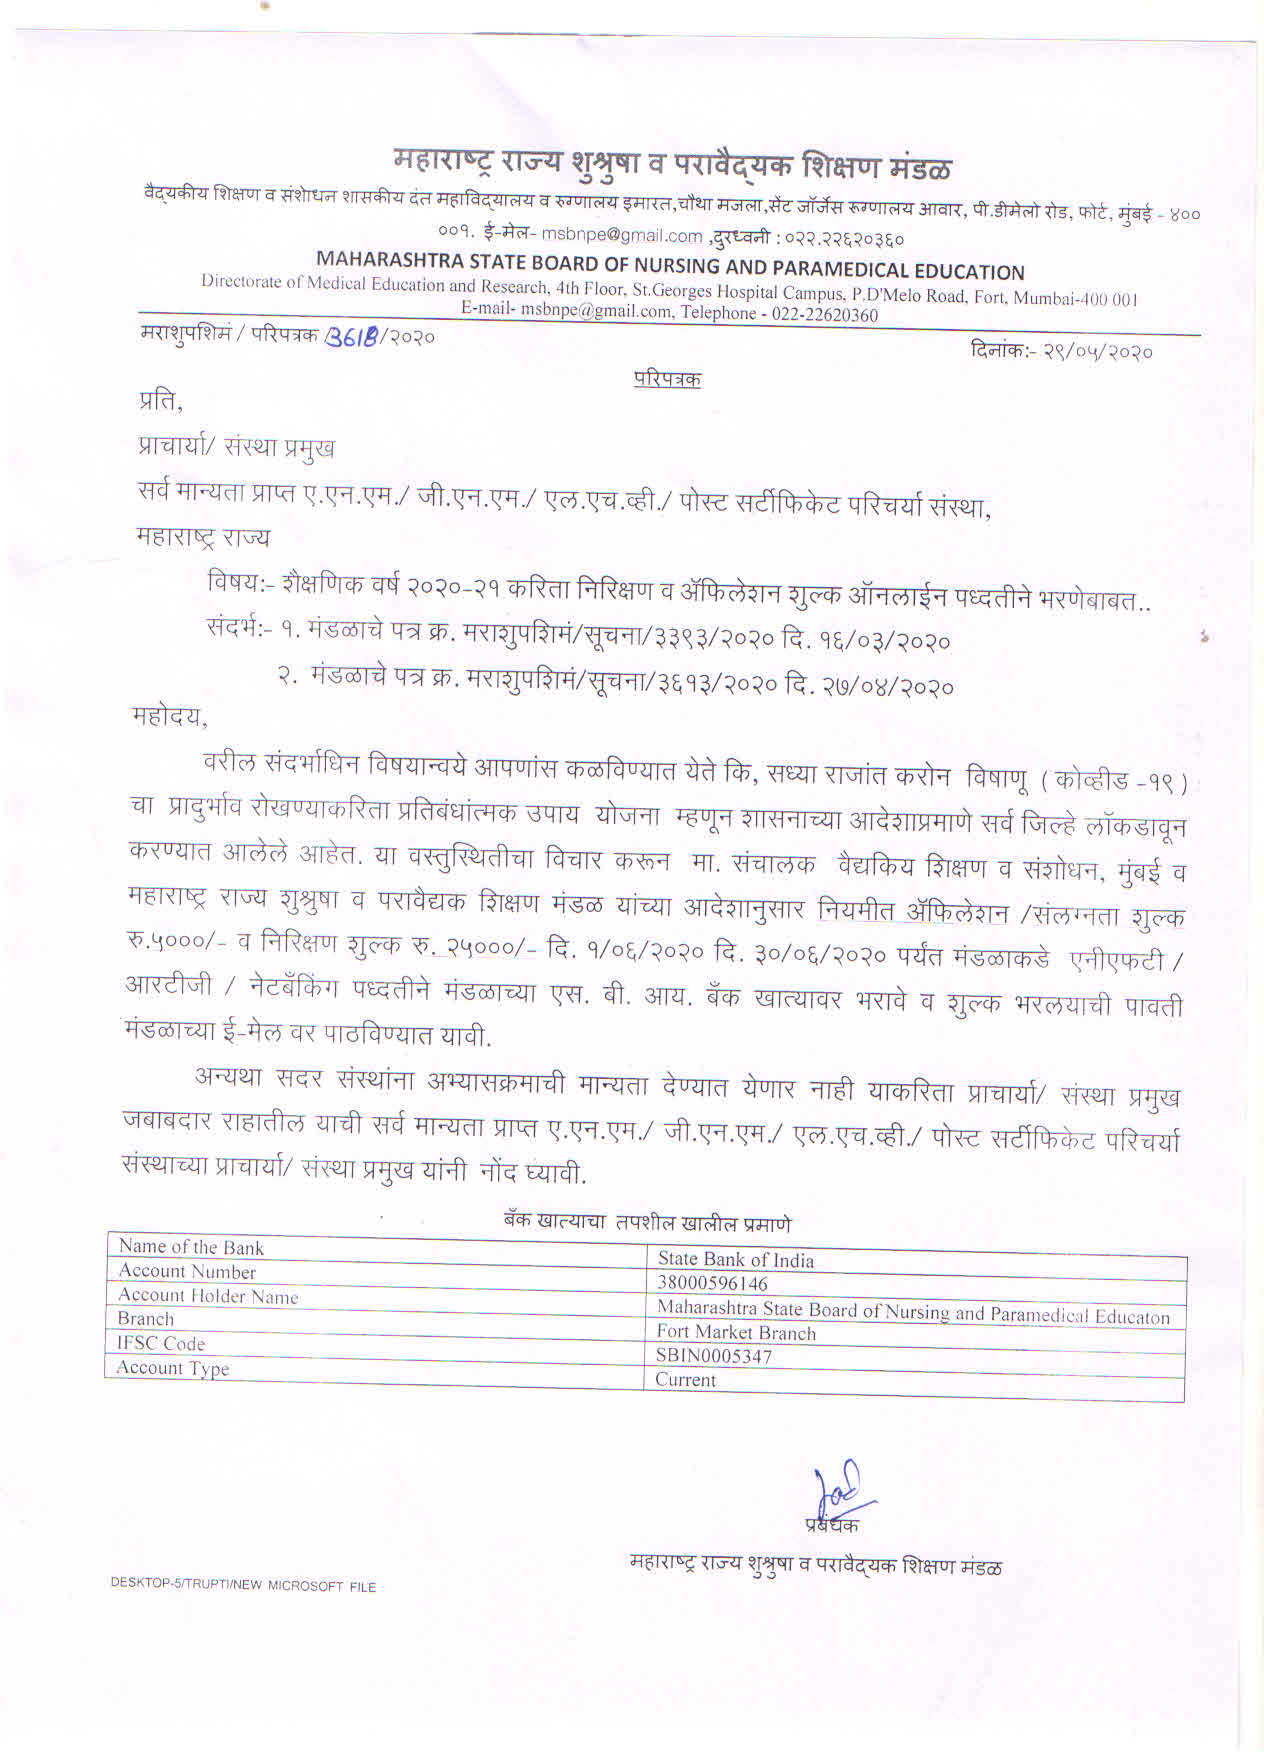 महाराष्ट्र राज्य शुश्रुषा व परावैद्यक शिक्षण मंडळ
वैद्यकीय शिक्षण व संशोधन शासकीय दंत महाविद्यालय व रुग्णालय इमारत,चौथा मजला,सेंट जॉर्जेस रुग्णालय आवार, पी.डीमेलो रोड, फोर्ट, मुंबई - ४००
००१. ई-मेल- msbnpe@gmail.com ,दुरध्वनी : ०२२.२२६२०३६०
MAHARASHTRA STATE BOARD OF NURSING AND PARAMEDICAL EDUCATION
Directorate of Medical Education and Research, 4th Floor, St.Georges Hospital Campus, P.D'Melo Road, Fort, Mumbai-400 001
E-mail- msbnpe@gmail.com, Telephone - 022-22620360
मराशुपशिमं / परिपत्रक /3618/२०२०
दिनांक:- २९/०५/२०२०
परिपत्रक
प्रति,
प्राचार्या/ संस्था प्रमुख
सर्व मान्यता प्राप्त ए.एन.एम./ जी.एन.एम./ एल.एच.व्ही./ पोस्ट सर्टीफिकेट परिचर्या संस्था,
महाराष्ट्र राज्य
विषय:- शैक्षणिक वर्ष २०२०-२१ करिता निरिक्षण व ॲफिलेशन शुल्क ऑनलाईन पध्दतीने भरणेबाबत..
संदर्भ:- १. मंडळाचे पत्र क्र. मराशुपशिमं/सूचना/३३९३/२०२० दि. १६/०३/२०२०
२. मंडळाचे पत्र क्र. मराशुपशिमं/सूचना/३६१३/२०२० दि. २७/०४/२०२०
महोदय,
वरील संदर्भाधिन विषयान्वये आपणांस कळविण्यात येते कि, सध्या राजांत करोन विषाणू ( कोव्हीड -१९ )
चा प्रादुर्भाव रोखण्याकरिता प्रतिबंधांत्मक उपाय योजना म्हणून शासनाच्या आदेशाप्रमाणे सर्व जिल्हे लॉकडावून
करण्यात आलेले आहेत. या वस्तुस्थितीचा विचार करून मा. संचालक वैद्यकिय शिक्षण व संशोधन, मुंबई व
महाराष्ट्र राज्य शुश्रुषा व परावैद्यक शिक्षण मंडळ यांच्या आदेशानुसार नियमीत ॲफिलेशन /संलग्नता शुल्क
रु.५०००/- व निरिक्षण शुल्क रु. २५०००/- दि. १/०६/२०२० दि. ३०/०६/२०२० पर्यंत मंडळाकडे एनीएफटी /
आरटीजी / नेटबँकिंग पध्दतीने मंडळाच्या एस. बी. आय. बँक खात्यावर भरावे व शुल्क भरलयाची पावती
मंडळाच्या ई-मेल वर पाठविण्यात यावी.
अन्यथा सदर संस्थांना अभ्यासक्रमाची मान्यता देण्यात येणार नाही याकरिता प्राचार्या/ संस्था प्रमुख
जबाबदार राहातील याची सर्व मान्यता प्राप्त ए.एन.एम./ जी.एन.एम./ एल.एच.व्ही./ पोस्ट सर्टीफिकेट परिचर्या
संस्थाच्या प्राचार्या/ संस्था प्रमुख यांनी नोंद घ्यावी.
बँक खात्याचा तपशील खालील प्रमाणे
Name of the Bank State Bank of India
Account Number 38000596146
Account Holder Name Maharashtra State Board of Nursing and Paramedical Educaton
Branch Fort Market Branch
IFSC Code SBIN0005347
Account Type Current
प्रबंधक
महाराष्ट्र राज्य शुश्रुषा व परावैद्यक शिक्षण मंडळ
DESKTOP-5/TRUPTI/NEW MICROSOFT FILE